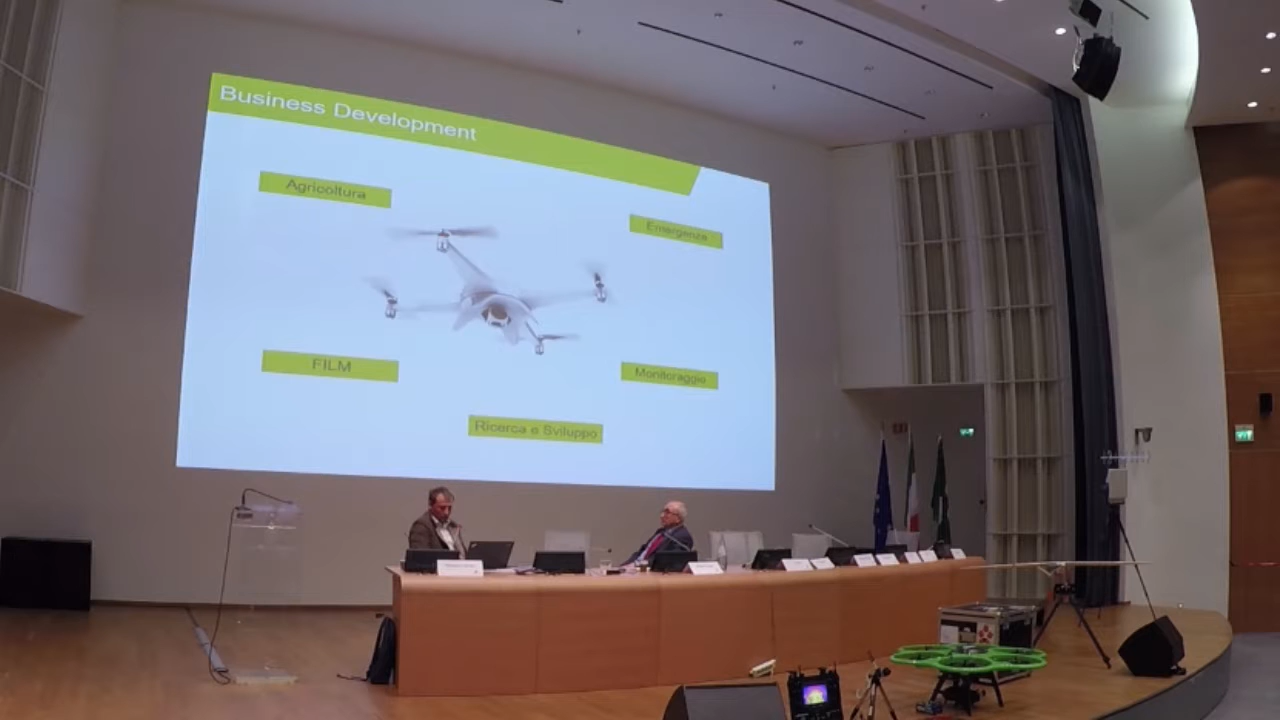 Business Development
Agricoltura
Emergenze
FILM
Monitoraggio
Ricerca e Sviluppo